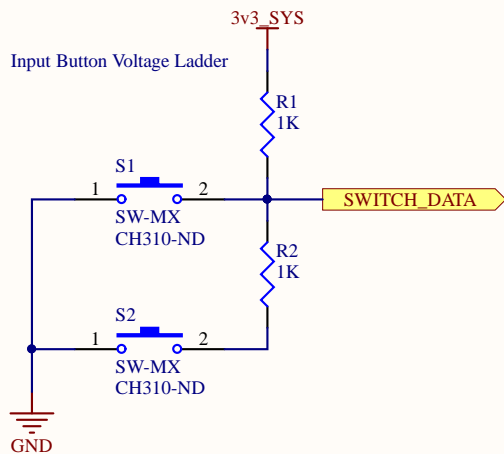 3v3_SYS
Input Button Voltage Ladder
R1
1K
S1
1 2
SW-MX
CH310-ND
SWITCH_DATA
R2
1K
S2
1 2
SW-MX
CH310-ND
GND